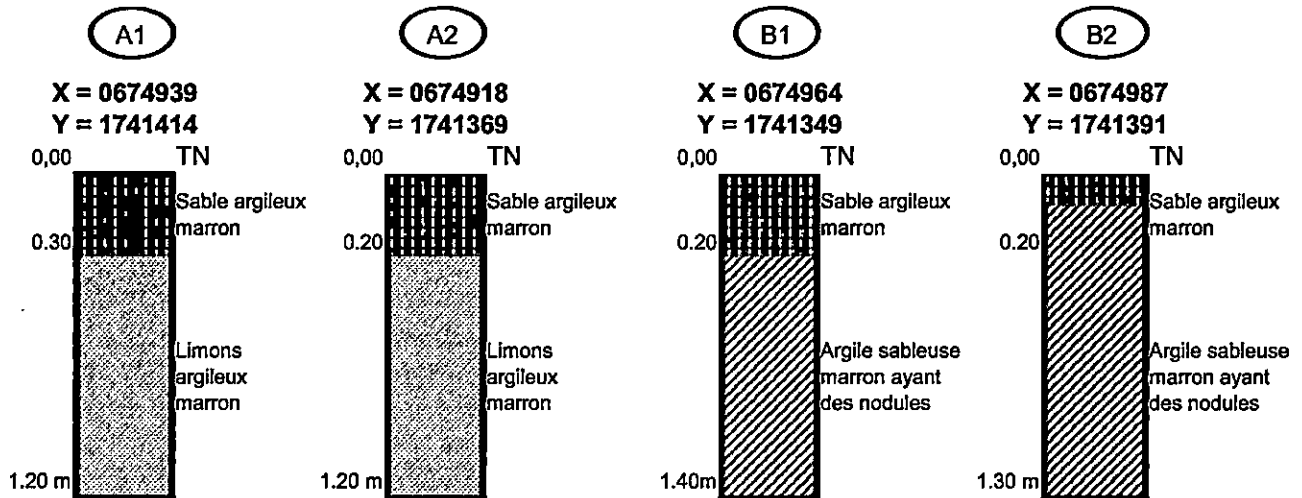 A1
X = 0674939
Y = 1741414
0,00 TN
Sable argileux
marron
0.30
Limons
argileux
marron
1.20 m
A2
X = 0674918
Y = 1741369
0,00 TN
Sable argileux
marron
0.20
Limons
argileux
marron
1.20 m
B1
X = 0674964
Y = 1741349
0,00 TN
Sable argileux
marron
0.20
Argile sableuse
marron ayant
des nodules
1.40m
B2
X = 0674987
Y = 1741391
0,00 TN
Sable argileux
marron
0.20
Argile sableuse
marron ayant
des nodules
1.30 m